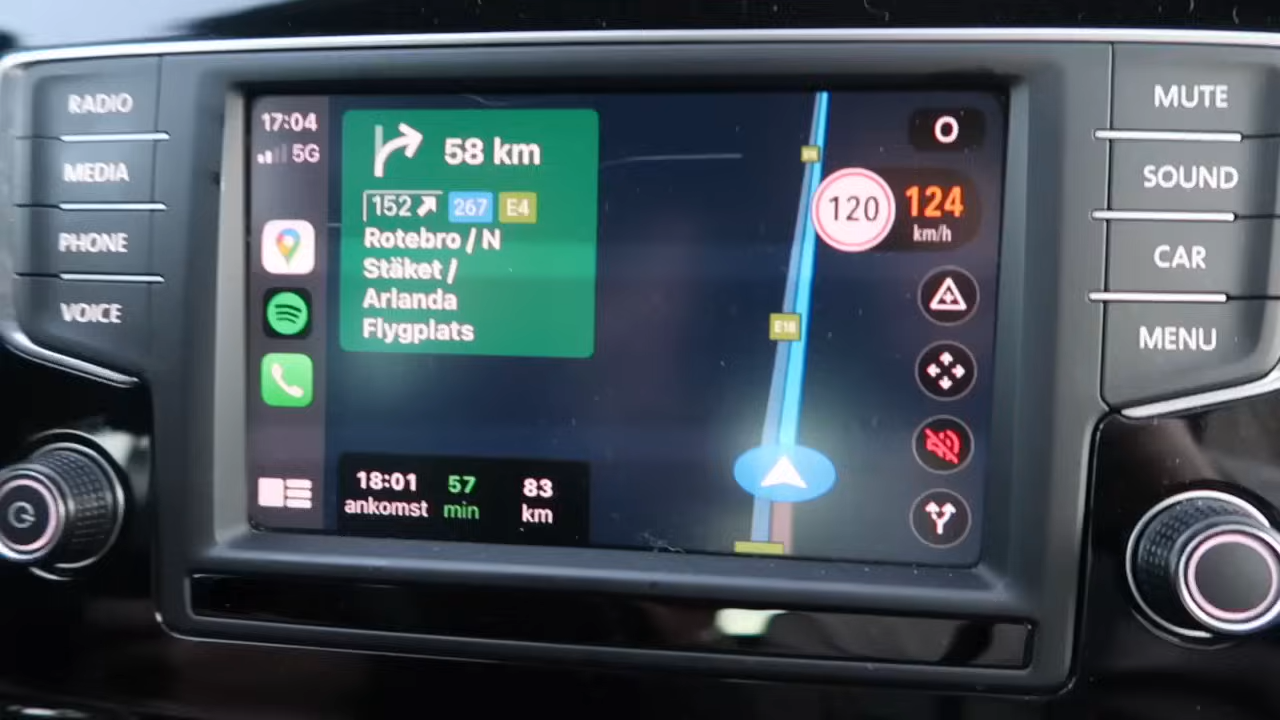 RADIO
MEDIA
PHONE
VOICE
17:04
5G
58 km
152 267 E4
Rotebro / N
Stäket /
Arlanda
Flygplats
18:01 57 83
ankomst min km
E18
O
120 124
km/h
MUTE
SOUND
CAR
MENU